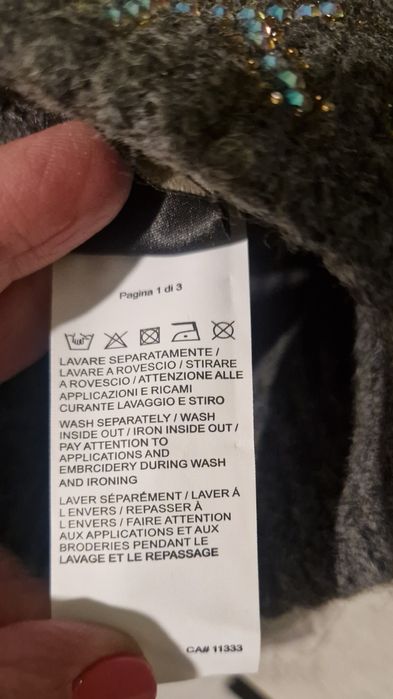 Pagina 1 di 3
LAVARE SEPARATAMENTE /
LAVARE A ROVESCIO / STIRARE
A ROVESCIO / ATTENZIONE ALLE
APPLICAZIONI E RICAMI
CURANTE LAVAGGIO E STIRO
WASH SEPARATELY / WASH
INSIDE OUT / IRON INSIDE OUT /
PAY ATTENTION TO
APPLICATIONS AND
EMBRCIDERY DURING WASH
AND IRONING
LAVER SÉPARÉMENT / LAVER À
L ENVERS / REPASSER À
L ENVERS / FAIRE ATTENTION
AUX APPLICATIONS ET AUX
BRODERIES PENDANT LE
LAVAGE ET LE REPASSAGE
CA# 11333